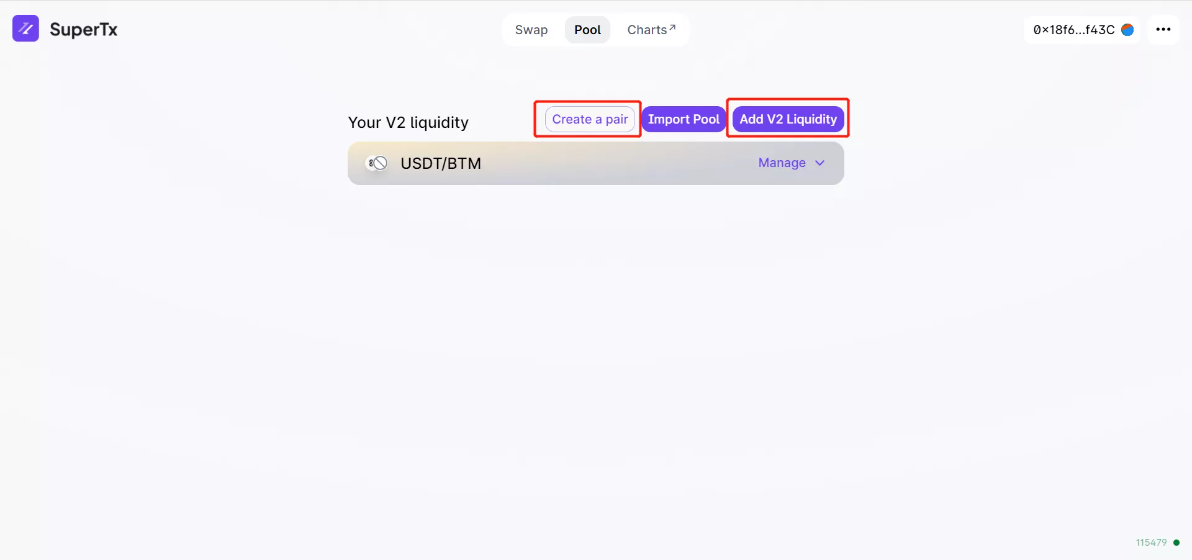 SuperTx
Swap Pool Charts↗
0×18f6...f43C
Your V2 liquidity
Create a pair
Import Pool
Add V2 Liquidity
USDT/BTM
Manage
115479